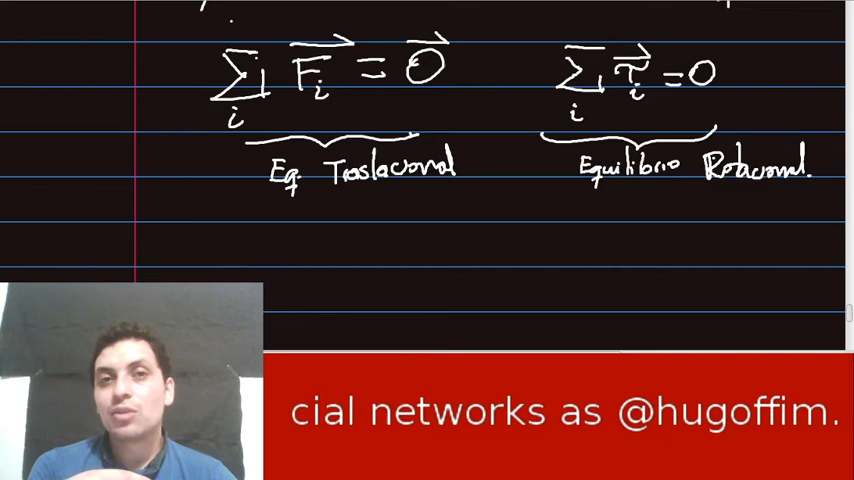 ∑ᵢ F⃗ᵢ = 0⃗    ∑ᵢ τ⃗ᵢ = 0
Eq. Traslacional    Equilibrio Rotacional.
cial networks as @hugoffim.